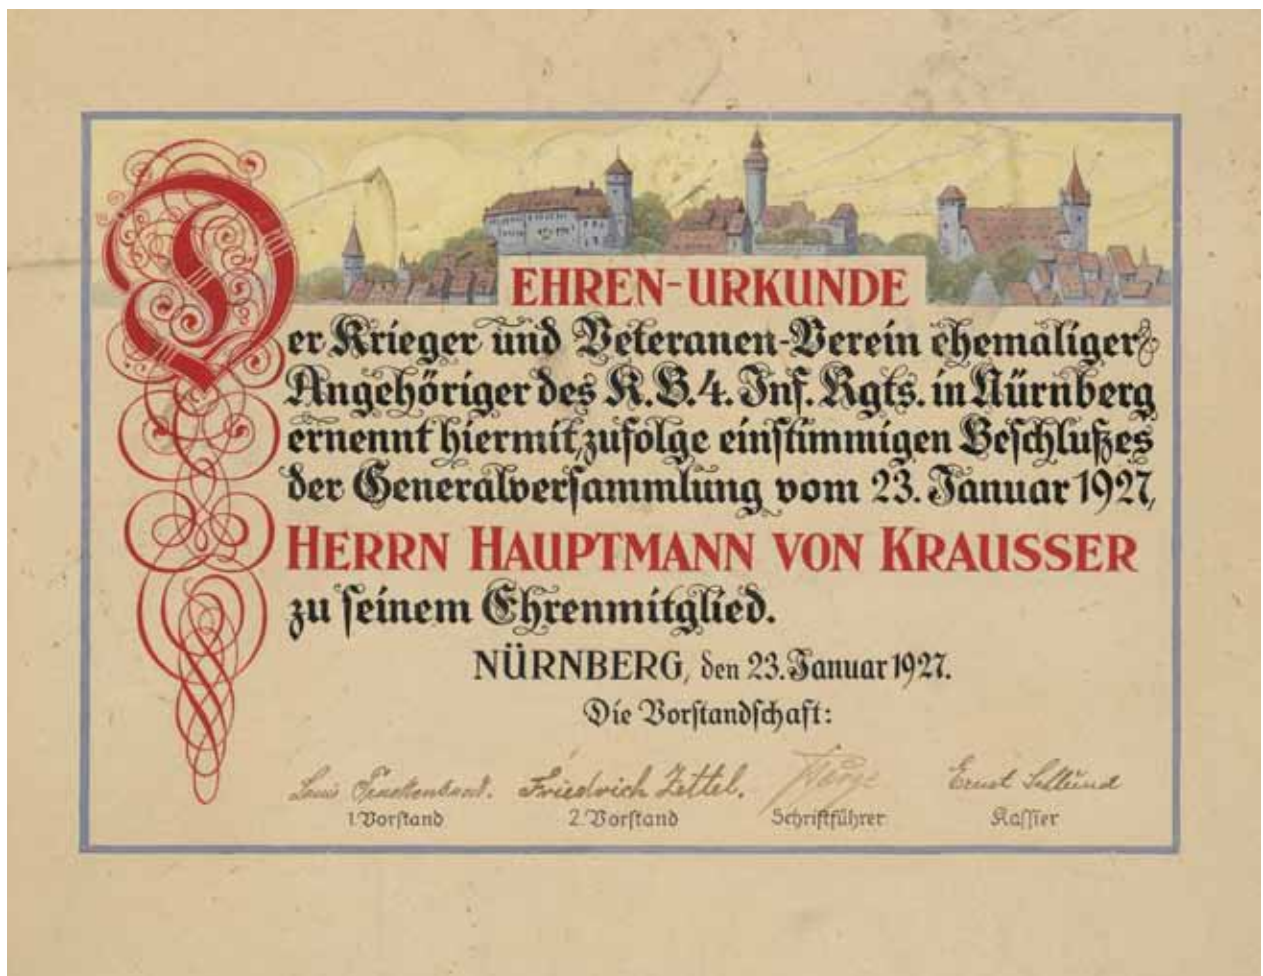 EHREN-URKUNDE
Der Krieger und Veteranen-Verein ehemaliger
Angehöriger des K.B.4. Inf. Rgts. in Nürnberg
ernennt hiermit, zufolge einstimmigen Beschlußes
der Generalversammlung vom 23. Januar 1927,
HERRN HAUPTMANN VON KRAUSSER
zu seinem Ehrenmitglied.
NÜRNBERG, den 23. Januar 1927.
Die Vorstandschaft:
Louis Friedrich Zettel. Ernst
1. Vorstand 2. Vorstand Schriftführer Kassier